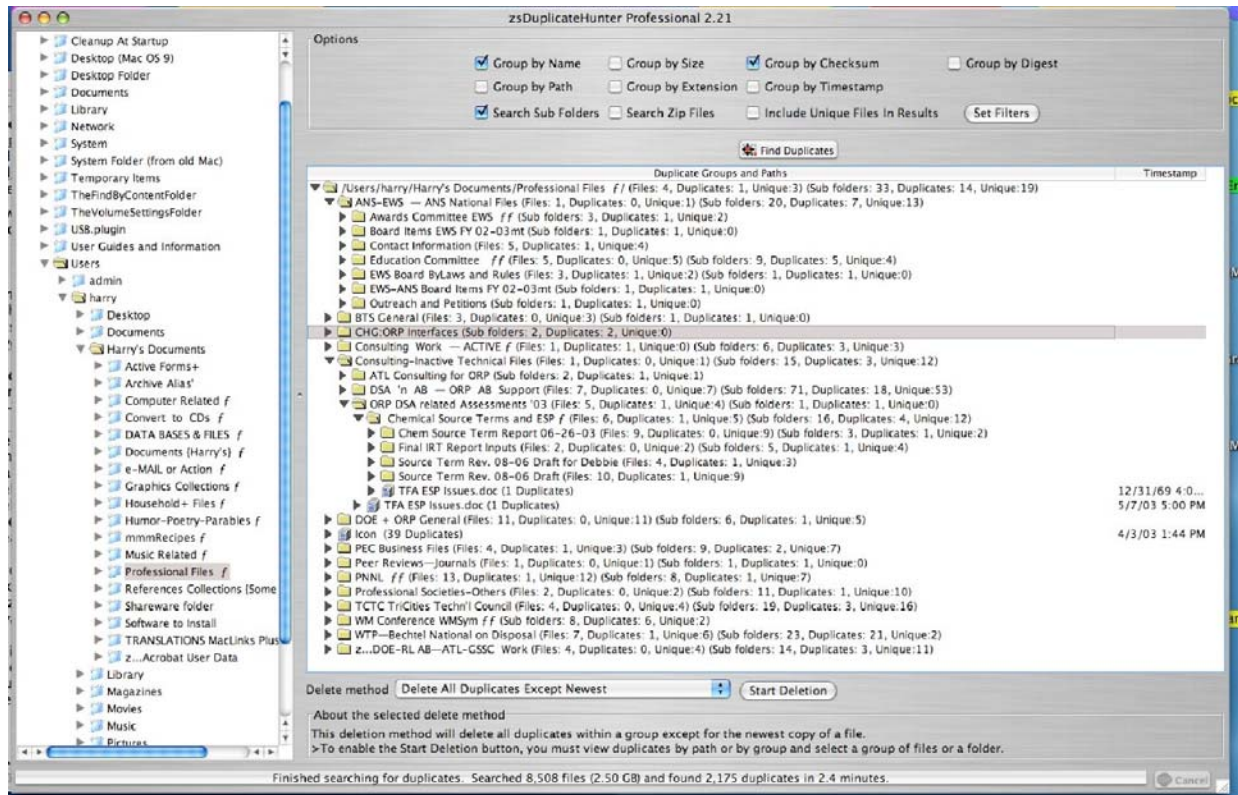 zsDuplicateHunter Professional 2.21
Cleanup At Startup
Desktop (Mac OS 9)
Desktop Folder
Documents
Library
Network
System
System Folder (from old Mac)
Temporary Items
TheFindByContentFolder
TheVolumeSettingsFolder
USB.plugin
User Guides and Information
Users
admin
harry
Desktop
Documents
Harry's Documents
Active Forms+
Archive Alias'
Computer Related ƒ
Convert to CDs ƒ
DATA BASES & FILES ƒ
Documents {Harry's} ƒ
e-MAIL or Action ƒ
Graphics Collections ƒ
Household+ Files ƒ
Humor-Poetry-Parables ƒ
mmmRecipes ƒ
Music Related ƒ
Professional Files ƒ
References Collections [Some
Shareware folder
Software to Install
TRANSLATIONS MacLinks Plus
z...Acrobat User Data
Library
Magazines
Movies
Music
Pictures
Options
Group by Name Group by Size Group by Checksum Group by Digest
Group by Path Group by Extension Group by Timestamp
Search Sub Folders Search Zip Files Include Unique Files In Results Set Filters
Find Duplicates
Duplicate Groups and Paths Timestamp
/Users/harry/Harry's Documents/Professional Files ƒ/ (Files: 4, Duplicates: 1, Unique:3) (Sub folders: 33, Duplicates: 14, Unique:19)
ANS-EWS — ANS National Files (Files: 1, Duplicates: 0, Unique:1) (Sub folders: 20, Duplicates: 7, Unique:13)
Awards Committee EWS ƒƒ (Sub folders: 3, Duplicates: 1, Unique:2)
Board Items EWS FY 02-03mt (Sub folders: 1, Duplicates: 1, Unique:0)
Contact Information (Files: 5, Duplicates: 1, Unique:4)
Education Committee ƒƒ (Files: 5, Duplicates: 0, Unique:5) (Sub folders: 9, Duplicates: 5, Unique:4)
EWS Board ByLaws and Rules (Files: 3, Duplicates: 1, Unique:2) (Sub folders: 1, Duplicates: 1, Unique:0)
EWS-ANS Board Items FY 02-03mt (Sub folders: 1, Duplicates: 1, Unique:0)
Outreach and Petitions (Sub folders: 1, Duplicates: 1, Unique:0)
BTS General (Files: 3, Duplicates: 0, Unique:3) (Sub folders: 1, Duplicates: 1, Unique:0)
CHG:ORP Interfaces (Sub folders: 2, Duplicates: 2, Unique:0)
Consulting Work — ACTIVE ƒ (Files: 1, Duplicates: 1, Unique:0) (Sub folders: 6, Duplicates: 3, Unique:3)
Consulting-Inactive Technical Files (Files: 1, Duplicates: 0, Unique:1) (Sub folders: 15, Duplicates: 3, Unique:12)
ATL Consulting for ORP (Sub folders: 2, Duplicates: 1, Unique:1)
DSA 'n AB — ORP AB Support (Files: 7, Duplicates: 0, Unique:7) (Sub folders: 71, Duplicates: 18, Unique:53)
ORP DSA related Assessments '03 (Files: 5, Duplicates: 1, Unique:4) (Sub folders: 1, Duplicates: 1, Unique:0)
Chemical Source Terms and ESP ƒ (Files: 6, Duplicates: 1, Unique:5) (Sub folders: 16, Duplicates: 4, Unique:12)
Chem Source Term Report 06-26-03 (Files: 9, Duplicates: 0, Unique:9) (Sub folders: 3, Duplicates: 1, Unique:2)
Final IRT Report Inputs (Files: 2, Duplicates: 0, Unique:2) (Sub folders: 5, Duplicates: 1, Unique:4)
Source Term Rev. 08-06 Draft for Debbie (Files: 4, Duplicates: 1, Unique:3)
Source Term Rev. 08-06 Draft (Files: 10, Duplicates: 1, Unique:9)
TFA ESP Issues.doc (1 Duplicates) 12/31/69 4:0...
TFA ESP Issues.doc (1 Duplicates) 5/7/03 5:00 PM
DOE + ORP General (Files: 11, Duplicates: 0, Unique:11) (Sub folders: 6, Duplicates: 1, Unique:5)
Icon (39 Duplicates) 4/3/03 1:44 PM
PEC Business Files (Files: 4, Duplicates: 1, Unique:3) (Sub folders: 9, Duplicates: 2, Unique:7)
Peer Reviews—Journals (Files: 1, Duplicates: 0, Unique:1) (Sub folders: 1, Duplicates: 1, Unique:0)
PNNL ƒƒ (Files: 13, Duplicates: 1, Unique:12) (Sub folders: 8, Duplicates: 1, Unique:7)
Professional Societies-Others (Files: 2, Duplicates: 0, Unique:2) (Sub folders: 11, Duplicates: 1, Unique:10)
TCTC TriCities Techn'l Council (Files: 4, Duplicates: 0, Unique:4) (Sub folders: 19, Duplicates: 3, Unique:16)
WM Conference WMSym ƒƒ (Sub folders: 8, Duplicates: 6, Unique:2)
WTP—Bechtel National on Disposal (Files: 7, Duplicates: 1, Unique:6) (Sub folders: 23, Duplicates: 21, Unique:2)
z...DOE-RL AB—ATL-GSSC Work (Files: 4, Duplicates: 0, Unique:4) (Sub folders: 14, Duplicates: 3, Unique:11)
Delete method Delete All Duplicates Except Newest Start Deletion
About the selected delete method
This deletion method will delete all duplicates within a group except for the newest copy of a file.
>To enable the Start Deletion button, you must view duplicates by path or by group and select a group of files or a folder.
Finished searching for duplicates. Searched 8,508 files (2.50 GB) and found 2,175 duplicates in 2.4 minutes.
Cancel